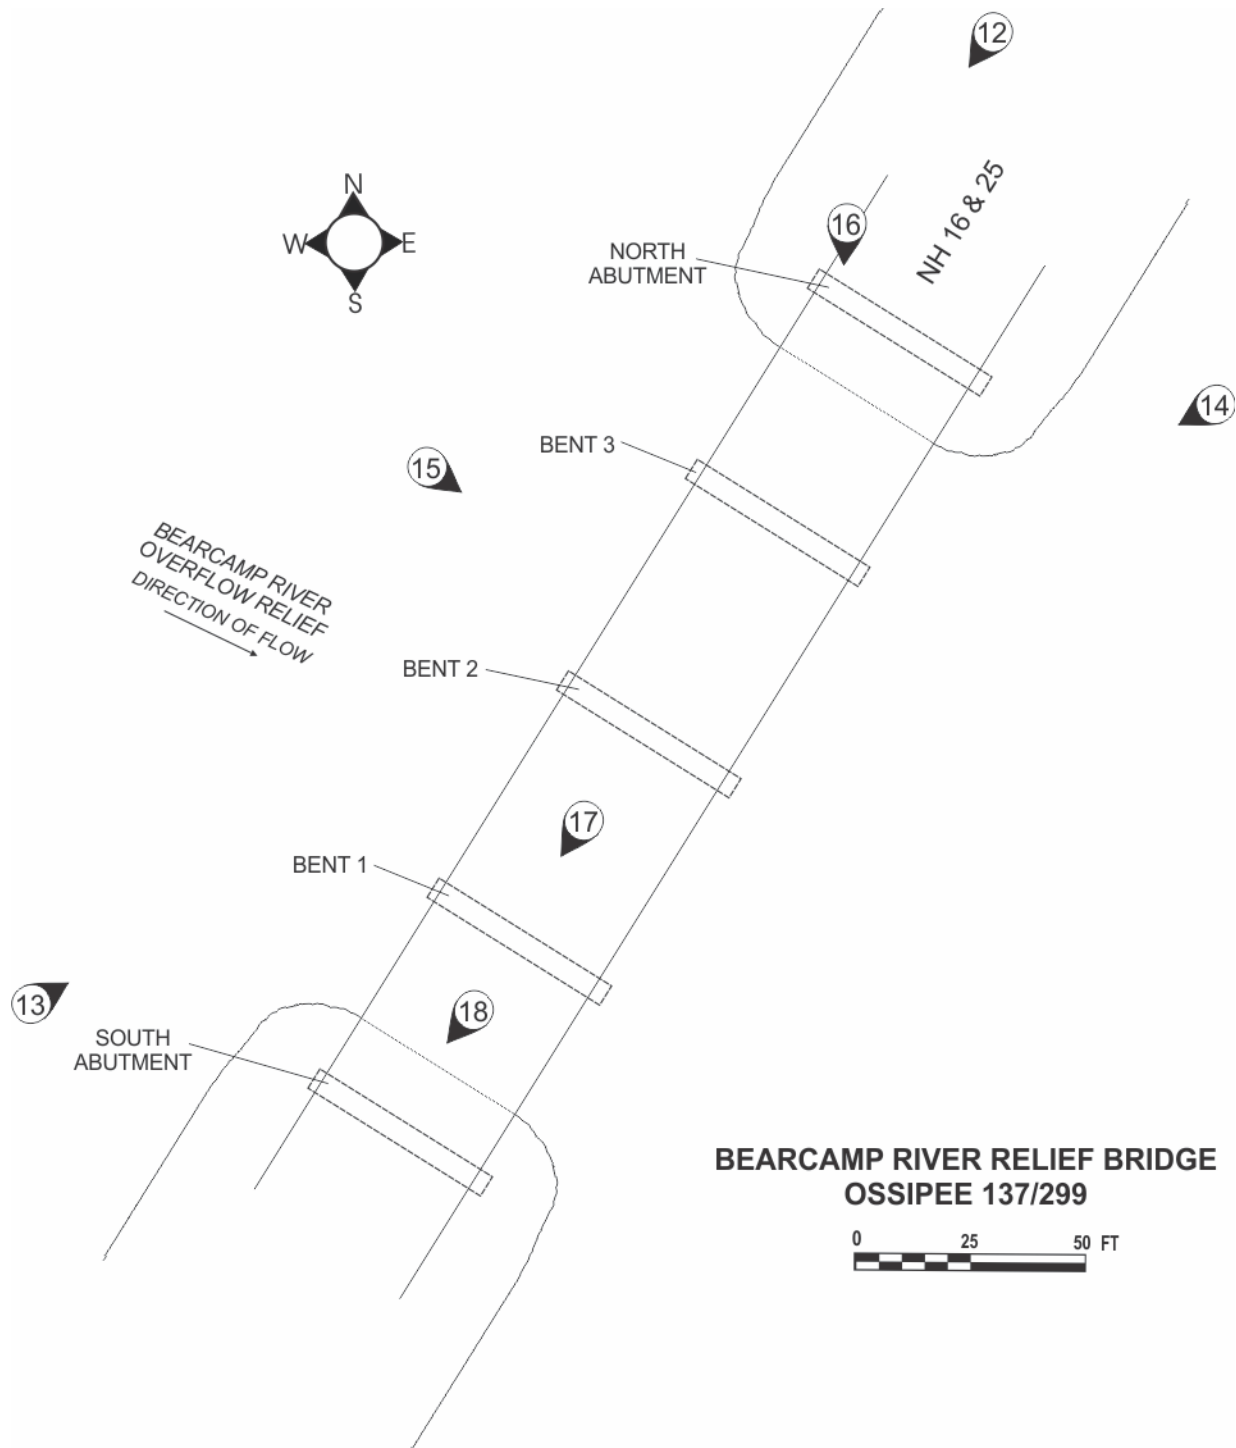 12
NH 16 & 25
N
W E
S
16
NORTH
ABUTMENT
14
BENT 3
15
BEARCAMP RIVER
OVERFLOW RELIEF
DIRECTION OF FLOW
BENT 2
17
BENT 1
13
18
SOUTH
ABUTMENT
BEARCAMP RIVER RELIEF BRIDGE
OSSIPEE 137/299
0 25 50 FT